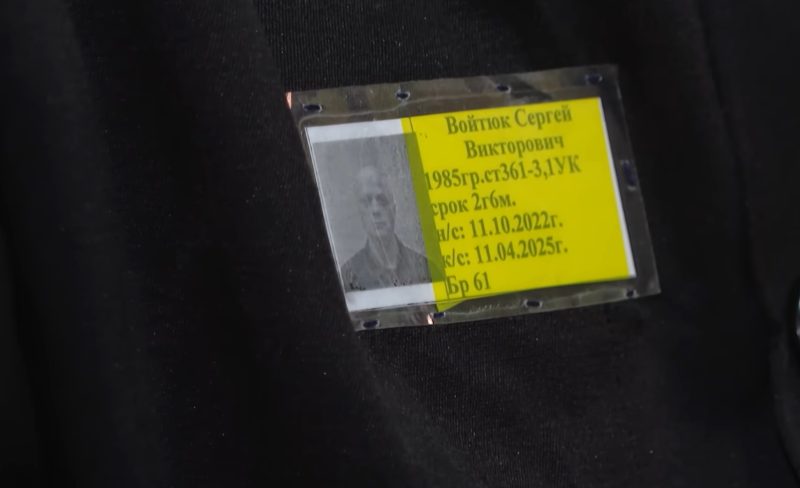 Войтюк Сергей
Викторович
1985гр.ст361-3,1УК
срок 2г6м.
н/с: 11.10.2022г.
к/с: 11.04.2025г.
Бр 61